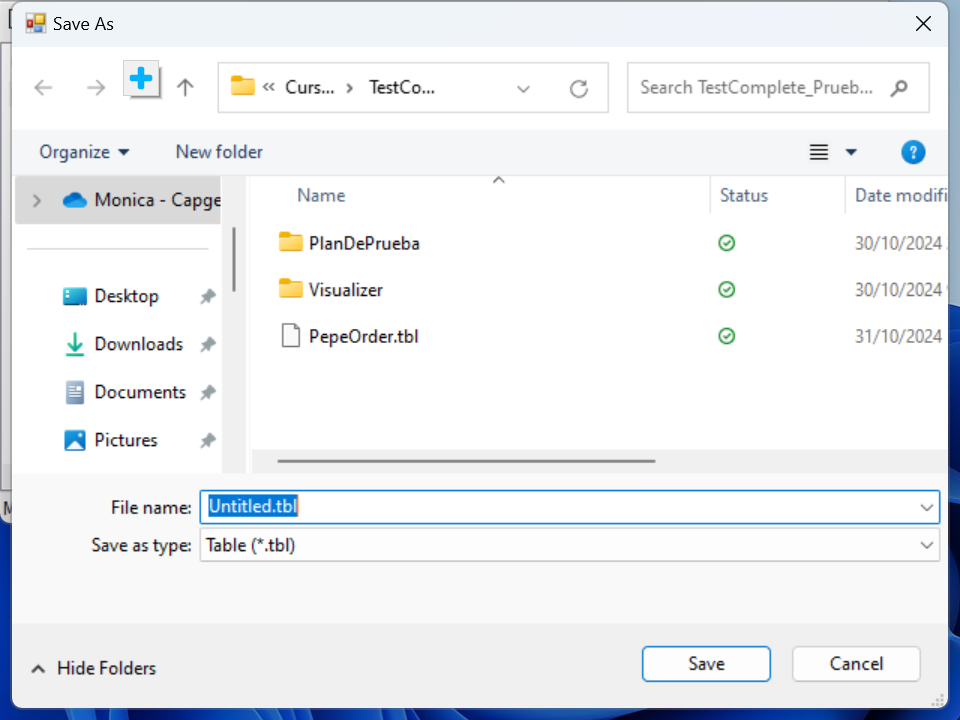 Save As
« Curs... > TestCo...
Search TestComplete_Prueb...
Organize
New folder
?
Monica - Capge
Name
Status
Date modifi
PlanDePrueba
30/10/2024
Visualizer
30/10/2024
PepeOrder.tbl
31/10/2024
Desktop
Downloads
Documents
Pictures
File name:
Untitled.tbl
Save as type:
Table (*.tbl)
Hide Folders
Save
Cancel